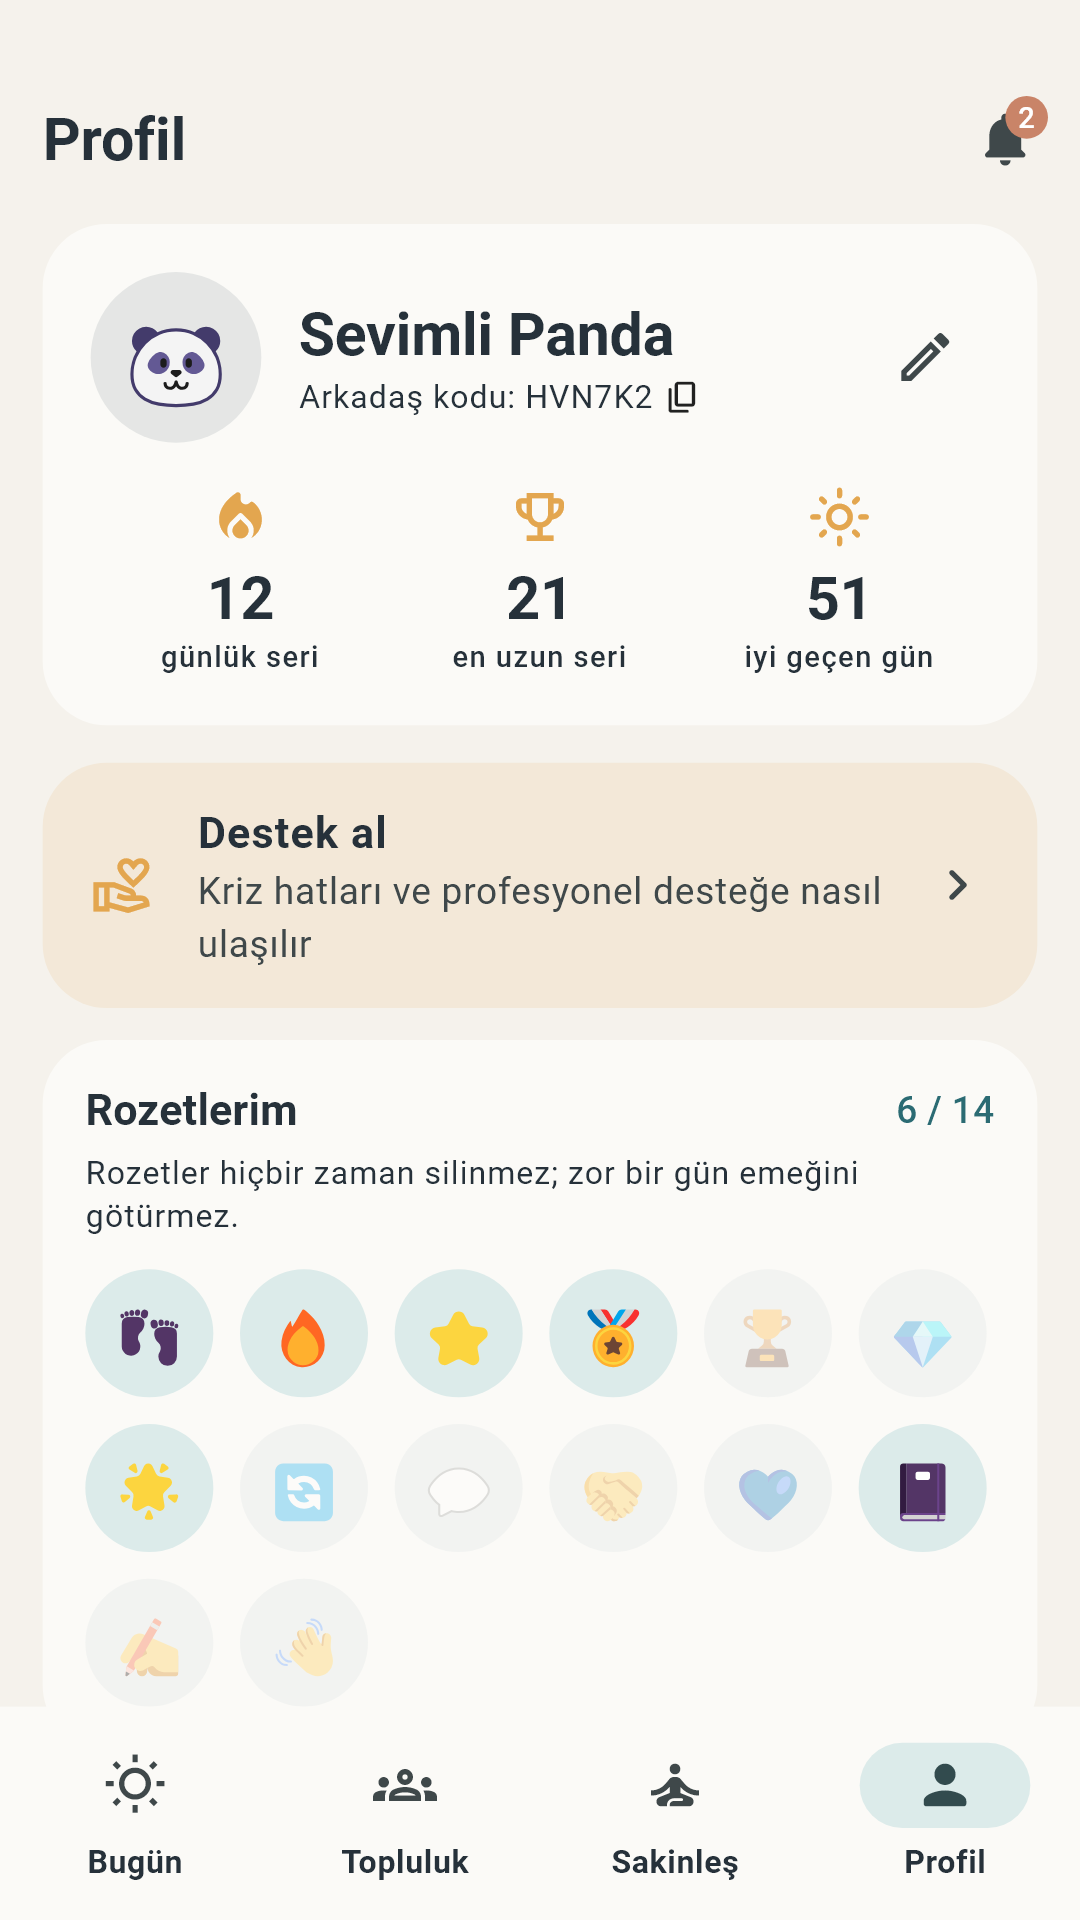 Profil
2
Sevimli Panda
Arkadaş kodu: HVN7K2
12
günlük seri
21
en uzun seri
51
iyi geçen gün
Destek al
Kriz hatları ve profesyonel desteğe nasıl
ulaşılır
Rozetlerim
6 / 14
Rozetler hiçbir zaman silinmez; zor bir gün emeğini
götürmez.
Bugün
Topluluk
Sakinleş
Profil